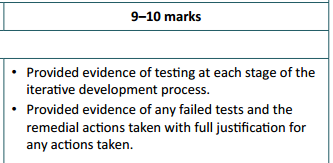 9–10 marks
• Provided evidence of testing at each stage of the
iterative development process.
• Provided evidence of any failed tests and the
remedial actions taken with full justification for
any actions taken.